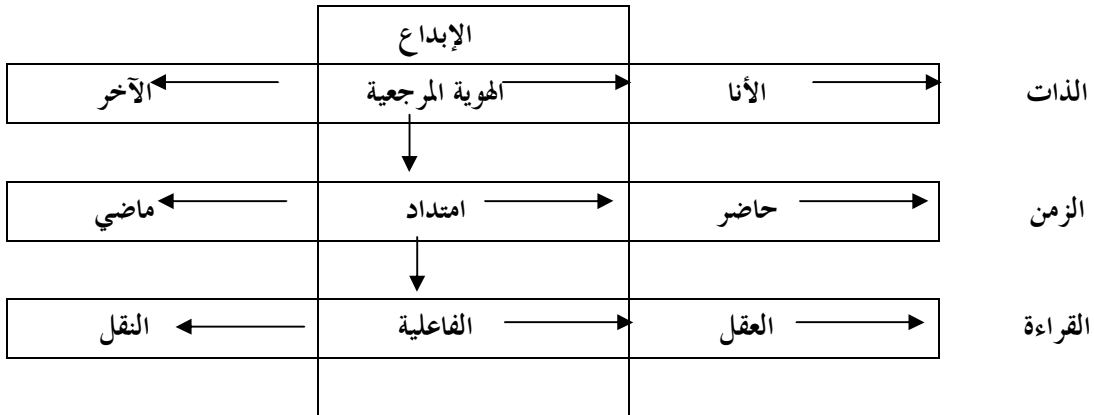 الإبداع
الذات الأنا الهوية المرجعية الآخر
الزمن حاضر امتداد ماضي
القراءة العقل الفاعلية النقل